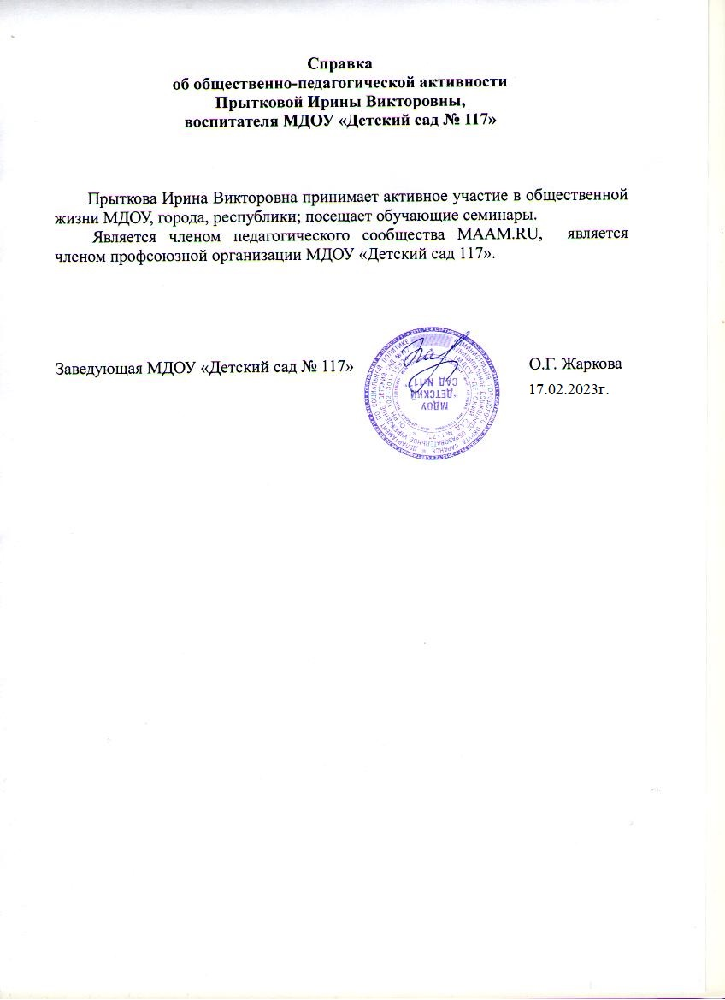 Справка
об общественно-педагогической активности
Прытковой Ирины Викторовны,
воспитателя МДОУ «Детский сад № 117»
Прыткова Ирина Викторовна принимает активное участие в общественной
жизни МДОУ, города, республики; посещает обучающие семинары.
Является членом педагогического сообщества MAAM.RU, является
членом профсоюзной организации МДОУ «Детский сад 117».
Заведующая МДОУ «Детский сад № 117»
О.Г. Жаркова
17.02.2023г.
МДОУ
"ДЕТСКИЙ
САД №117"